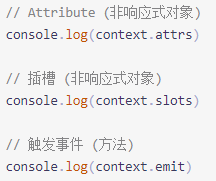 // Attribute (非响应式对象)
console.log(context.attrs)
// 插槽 (非响应式对象)
console.log(context.slots)
// 触发事件 (方法)
console.log(context.emit)